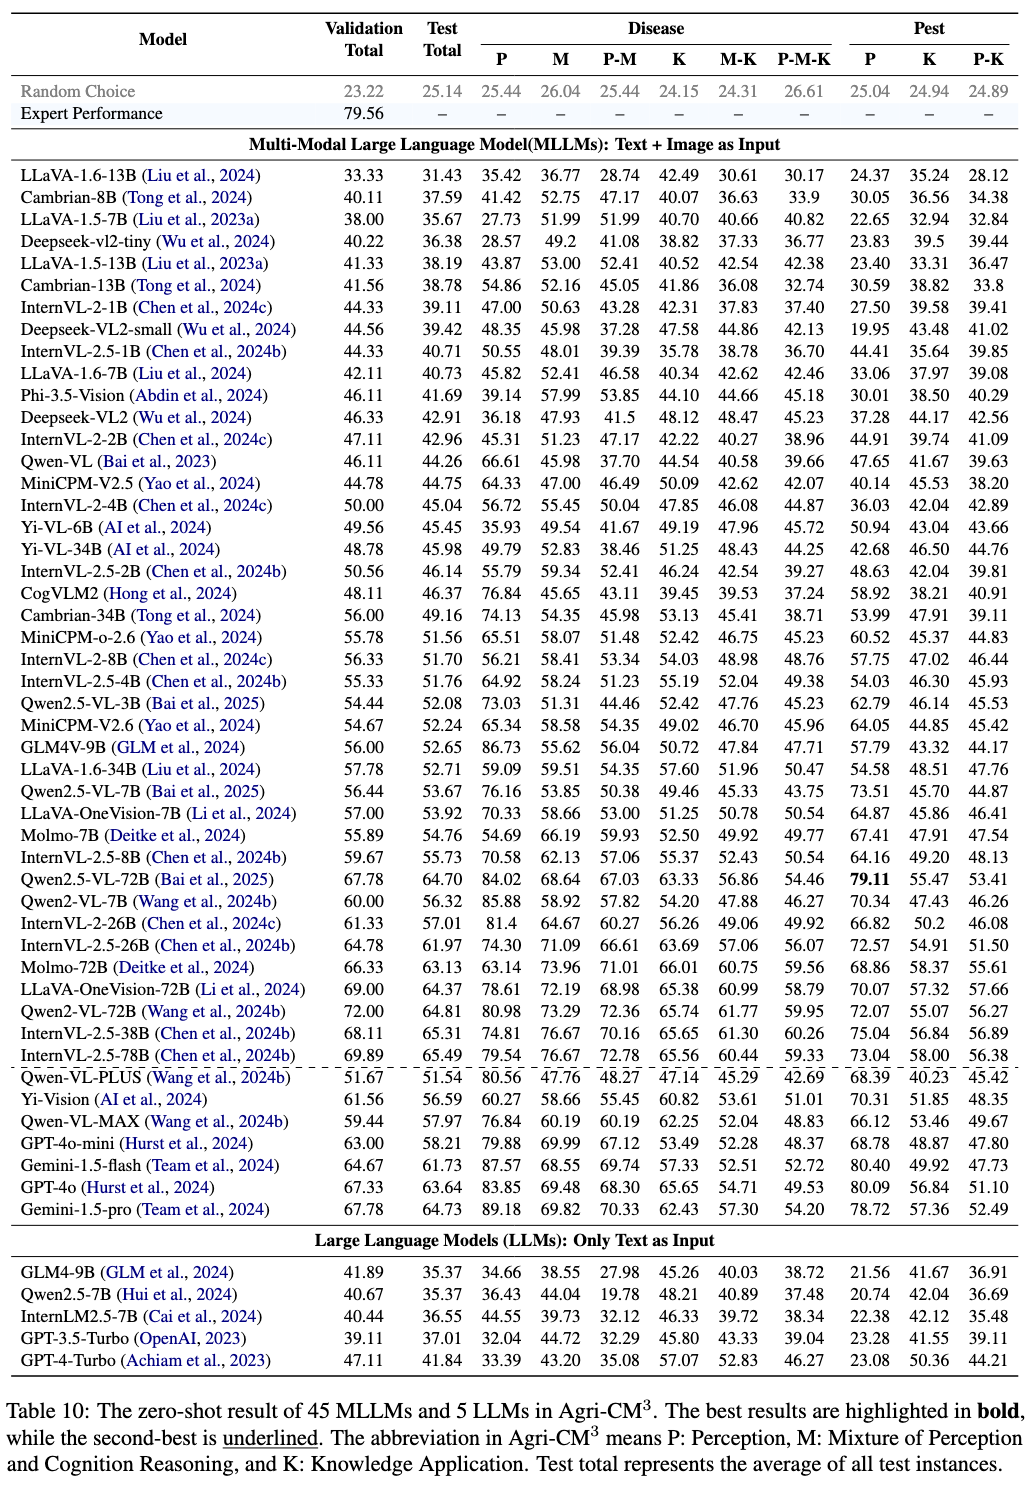 Model Validation Total Test Total Disease Pest
P M P-M K M-K P-M-K P K P-K
Random Choice 23.22 25.14 25.44 26.04 25.44 24.15 24.31 26.61 25.04 24.94 24.89
Expert Performance 79.56 – – – – – – – – – –
Multi-Modal Large Language Model(MLLMs): Text + Image as Input
LLaVA-1.6-13B (Liu et al., 2024) 33.33 31.43 35.42 36.77 28.74 42.49 30.61 30.17 24.37 35.24 28.12
Cambrian-8B (Tong et al., 2024) 40.11 37.59 41.42 52.75 47.17 40.07 36.63 33.9 30.05 36.56 34.38
LLaVA-1.5-7B (Liu et al., 2023a) 38.00 35.67 27.73 51.99 51.99 40.70 40.66 40.82 22.65 32.94 32.84
Deepseek-vl2-tiny (Wu et al., 2024) 40.22 36.38 28.57 49.2 41.08 38.82 37.33 36.77 23.83 39.5 39.44
LLaVA-1.5-13B (Liu et al., 2023a) 41.33 38.19 43.87 53.00 52.41 40.52 42.54 42.38 23.40 33.31 36.47
Cambrian-13B (Tong et al., 2024) 41.56 38.78 54.86 52.16 45.05 41.86 36.08 32.74 30.59 38.82 33.8
InternVL-2-1B (Chen et al., 2024c) 44.33 39.11 47.00 50.63 43.28 42.31 37.83 37.40 27.50 39.58 39.41
Deepseek-VL2-small (Wu et al., 2024) 44.56 39.42 48.35 45.98 37.28 47.58 44.86 42.13 19.95 43.48 41.02
InternVL-2.5-1B (Chen et al., 2024b) 44.33 40.71 50.55 48.01 39.39 35.78 38.78 36.70 44.41 35.64 39.85
LLaVA-1.6-7B (Liu et al., 2024) 42.11 40.73 45.82 52.41 46.58 40.34 42.62 42.46 33.06 37.97 39.08
Phi-3.5-Vision (Abdin et al., 2024) 46.11 41.69 39.14 57.99 53.85 44.10 44.66 45.18 30.01 38.50 40.29
Deepseek-VL2 (Wu et al., 2024) 46.33 42.91 36.18 47.93 41.5 48.12 48.47 45.23 37.28 44.17 42.56
InternVL-2-2B (Chen et al., 2024c) 47.11 42.96 45.31 51.23 47.17 42.22 40.27 38.96 44.91 39.74 41.09
Qwen-VL (Bai et al., 2023) 46.11 44.26 66.61 45.98 37.70 44.54 40.58 39.66 47.65 41.67 39.63
MiniCPM-V2.5 (Yao et al., 2024) 44.78 44.75 64.33 47.00 46.49 50.09 42.62 42.07 40.14 45.53 38.20
InternVL-2-4B (Chen et al., 2024c) 50.00 45.04 56.72 55.45 50.04 47.85 46.08 44.87 36.03 42.04 42.89
Yi-VL-6B (AI et al., 2024) 49.56 45.45 35.93 49.54 41.67 49.19 47.96 45.72 50.94 43.04 43.66
Yi-VL-34B (AI et al., 2024) 48.78 45.98 49.79 52.83 38.46 51.25 48.43 44.25 42.68 46.50 44.76
InternVL-2.5-2B (Chen et al., 2024b) 50.56 46.14 55.79 59.34 52.41 46.24 42.54 39.27 48.63 42.04 39.81
CogVLM2 (Hong et al., 2024) 48.11 46.37 76.84 45.65 43.11 39.45 39.53 37.24 58.92 38.21 40.91
Cambrian-34B (Tong et al., 2024) 56.00 49.16 74.13 54.35 45.98 53.13 45.41 38.71 53.99 47.91 39.11
MiniCPM-o-2.6 (Yao et al., 2024) 55.78 51.56 65.51 58.07 51.48 52.42 46.75 45.23 60.52 45.37 44.83
InternVL-2-8B (Chen et al., 2024c) 56.33 51.70 56.21 58.41 53.34 54.03 48.98 48.76 57.75 47.02 46.44
InternVL-2.5-4B (Chen et al., 2024b) 55.33 51.76 64.92 58.24 51.23 55.19 52.04 49.38 54.03 46.30 45.93
Qwen2.5-VL-3B (Bai et al., 2025) 54.44 52.08 73.03 51.31 44.46 52.42 47.76 45.23 62.79 46.14 45.53
MiniCPM-V2.6 (Yao et al., 2024) 54.67 52.24 65.34 58.58 54.35 49.02 46.70 45.96 64.05 44.85 45.42
GLM4V-9B (GLM et al., 2024) 56.00 52.65 86.73 55.62 56.04 50.72 47.84 47.71 57.79 43.32 44.17
LLaVA-1.6-34B (Liu et al., 2024) 57.78 52.71 59.09 59.51 54.35 57.60 51.96 50.47 54.58 48.51 47.76
Qwen2.5-VL-7B (Bai et al., 2025) 56.44 53.67 76.16 53.85 50.38 49.46 45.33 43.75 73.51 45.70 44.87
LLaVA-OneVision-7B (Li et al., 2024) 57.00 53.92 70.33 58.66 53.00 51.25 50.78 50.54 64.87 45.86 46.41
Molmo-7B (Deitke et al., 2024) 55.89 54.76 54.69 66.19 59.93 52.50 49.92 49.77 67.41 47.91 47.54
InternVL-2.5-8B (Chen et al., 2024b) 59.67 55.73 70.58 62.13 57.06 55.37 52.43 50.54 64.16 49.20 48.13
Qwen2.5-VL-72B (Bai et al., 2025) 67.78 64.70 84.02 68.64 67.03 63.33 56.86 54.46 79.11 55.47 53.41
Qwen2-VL-7B (Wang et al., 2024b) 60.00 56.32 85.88 58.92 57.82 54.20 47.88 46.27 70.34 47.43 46.26
InternVL-2-26B (Chen et al., 2024c) 61.33 57.01 81.4 64.67 60.27 56.26 49.06 49.92 66.82 50.2 46.08
InternVL-2.5-26B (Chen et al., 2024b) 64.78 61.97 74.30 71.09 66.61 63.69 57.06 56.07 72.57 54.91 51.50
Molmo-72B (Deitke et al., 2024) 66.33 63.13 63.14 73.96 71.01 66.01 60.75 59.56 68.86 58.37 55.61
LLaVA-OneVision-72B (Li et al., 2024) 69.00 64.37 78.61 72.19 68.98 65.38 60.99 58.79 70.07 57.32 57.66
Qwen2-VL-72B (Wang et al., 2024b) 72.00 64.81 80.98 73.29 72.36 65.74 61.77 59.95 72.07 55.07 56.27
InternVL-2.5-38B (Chen et al., 2024b) 68.11 65.31 74.81 76.67 70.16 65.65 61.30 60.26 75.04 56.84 56.89
InternVL-2.5-78B (Chen et al., 2024b) 69.89 65.49 79.54 76.67 72.78 65.56 60.44 59.33 73.04 58.00 56.38
Qwen-VL-PLUS (Wang et al., 2024b) 51.67 51.54 80.56 47.76 48.27 47.14 45.29 42.69 68.39 40.23 45.42
Yi-Vision (AI et al., 2024) 61.56 56.59 60.27 58.66 55.45 60.82 53.61 51.01 70.31 51.85 48.35
Qwen-VL-MAX (Wang et al., 2024b) 59.44 57.97 76.84 60.19 60.19 62.25 52.04 48.83 66.12 53.46 49.67
GPT-4o-mini (Hurst et al., 2024) 63.00 58.21 79.88 69.99 67.12 53.49 52.28 48.37 68.78 48.87 47.80
Gemini-1.5-flash (Team et al., 2024) 64.67 61.73 87.57 68.55 69.74 57.33 52.51 52.72 80.40 49.92 47.73
GPT-4o (Hurst et al., 2024) 67.33 63.64 83.85 69.48 68.30 65.65 54.71 49.53 80.09 56.84 51.10
Gemini-1.5-pro (Team et al., 2024) 67.78 64.73 89.18 69.82 70.33 62.43 57.30 54.20 78.72 57.36 52.49
Large Language Models (LLMs): Only Text as Input
GLM4-9B (GLM et al., 2024) 41.89 35.37 34.66 38.55 27.98 45.26 40.03 38.72 21.56 41.67 36.91
Qwen2.5-7B (Hui et al., 2024) 40.67 35.37 36.43 44.04 19.78 48.21 40.89 37.48 20.74 42.04 36.69
InternLM2.5-7B (Cai et al., 2024) 40.44 36.55 44.55 39.73 32.12 46.33 39.72 38.34 22.38 42.12 35.48
GPT-3.5-Turbo (OpenAI, 2023) 39.11 37.01 32.04 44.72 32.29 45.80 43.33 39.04 23.28 41.55 39.11
GPT-4-Turbo (Achiam et al., 2023) 47.11 41.84 33.39 43.20 35.08 57.07 52.83 46.27 23.08 50.36 44.21
Table 10: The zero-shot result of 45 MLLMs and 5 LLMs in Agri-CM³. The best results are highlighted in bold,
while the second-best is underlined. The abbreviation in Agri-CM³ means P: Perception, M: Mixture of Perception
and Cognition Reasoning, and K: Knowledge Application. Test total represents the average of all test instances.